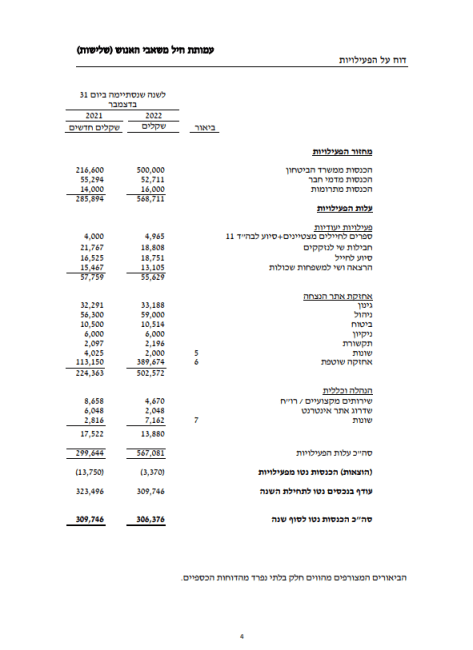 עמותת חיל משאבי האנוש (שלישות)
דוח על הפעילויות
לשנה שנסתיימה ביום 31
בדצמבר
2021 2022
ביאור שקלים שקלים חדשים
מחזור הפעילויות
הכנסות ממשרד הביטחון 500,000 216,600
הכנסות מדמי חבר 52,711 55,294
הכנסות מתרומות 16,000 14,000
568,711 285,894
עלות הפעילויות
פעילויות יעודיות
ספרים לחיילים מצטיינים+סיוע לבה״ד 11 4,965 4,000
חבילות שי לנזקקים 18,808 21,767
סיוע לחייל 18,751 16,525
הרצאה ושי למשפחות שכולות 13,105 15,467
55,629 57,759
אחזקת אתר הנצחה
גינון 33,188 32,291
ניהול 59,000 56,300
ביטוח 10,514 10,500
ניקיון 6,000 6,000
תקשורת 2,196 2,097
שונות 5 2,000 4,025
אחזקה שוטפת 6 389,674 113,150
502,572 224,363
הנהלה וכללית
שירותים מקצועיים / רו״ח 4,670 8,658
שדרוג אתר אינטרנט 2,048 6,048
שונות 7 7,162 2,816
13,880 17,522
סה״כ עלות הפעילויות 567,081 299,644
(הוצאות) הכנסות נטו מפעילויות (3,370) (13,750)
עודף בנכסים נטו לתחילת השנה 309,746 323,496
סה״כ הכנסות נטו לסוף שנה 306,376 309,746
הביאורים המצורפים מהווים חלק בלתי נפרד מהדוחות הכספיים.
4